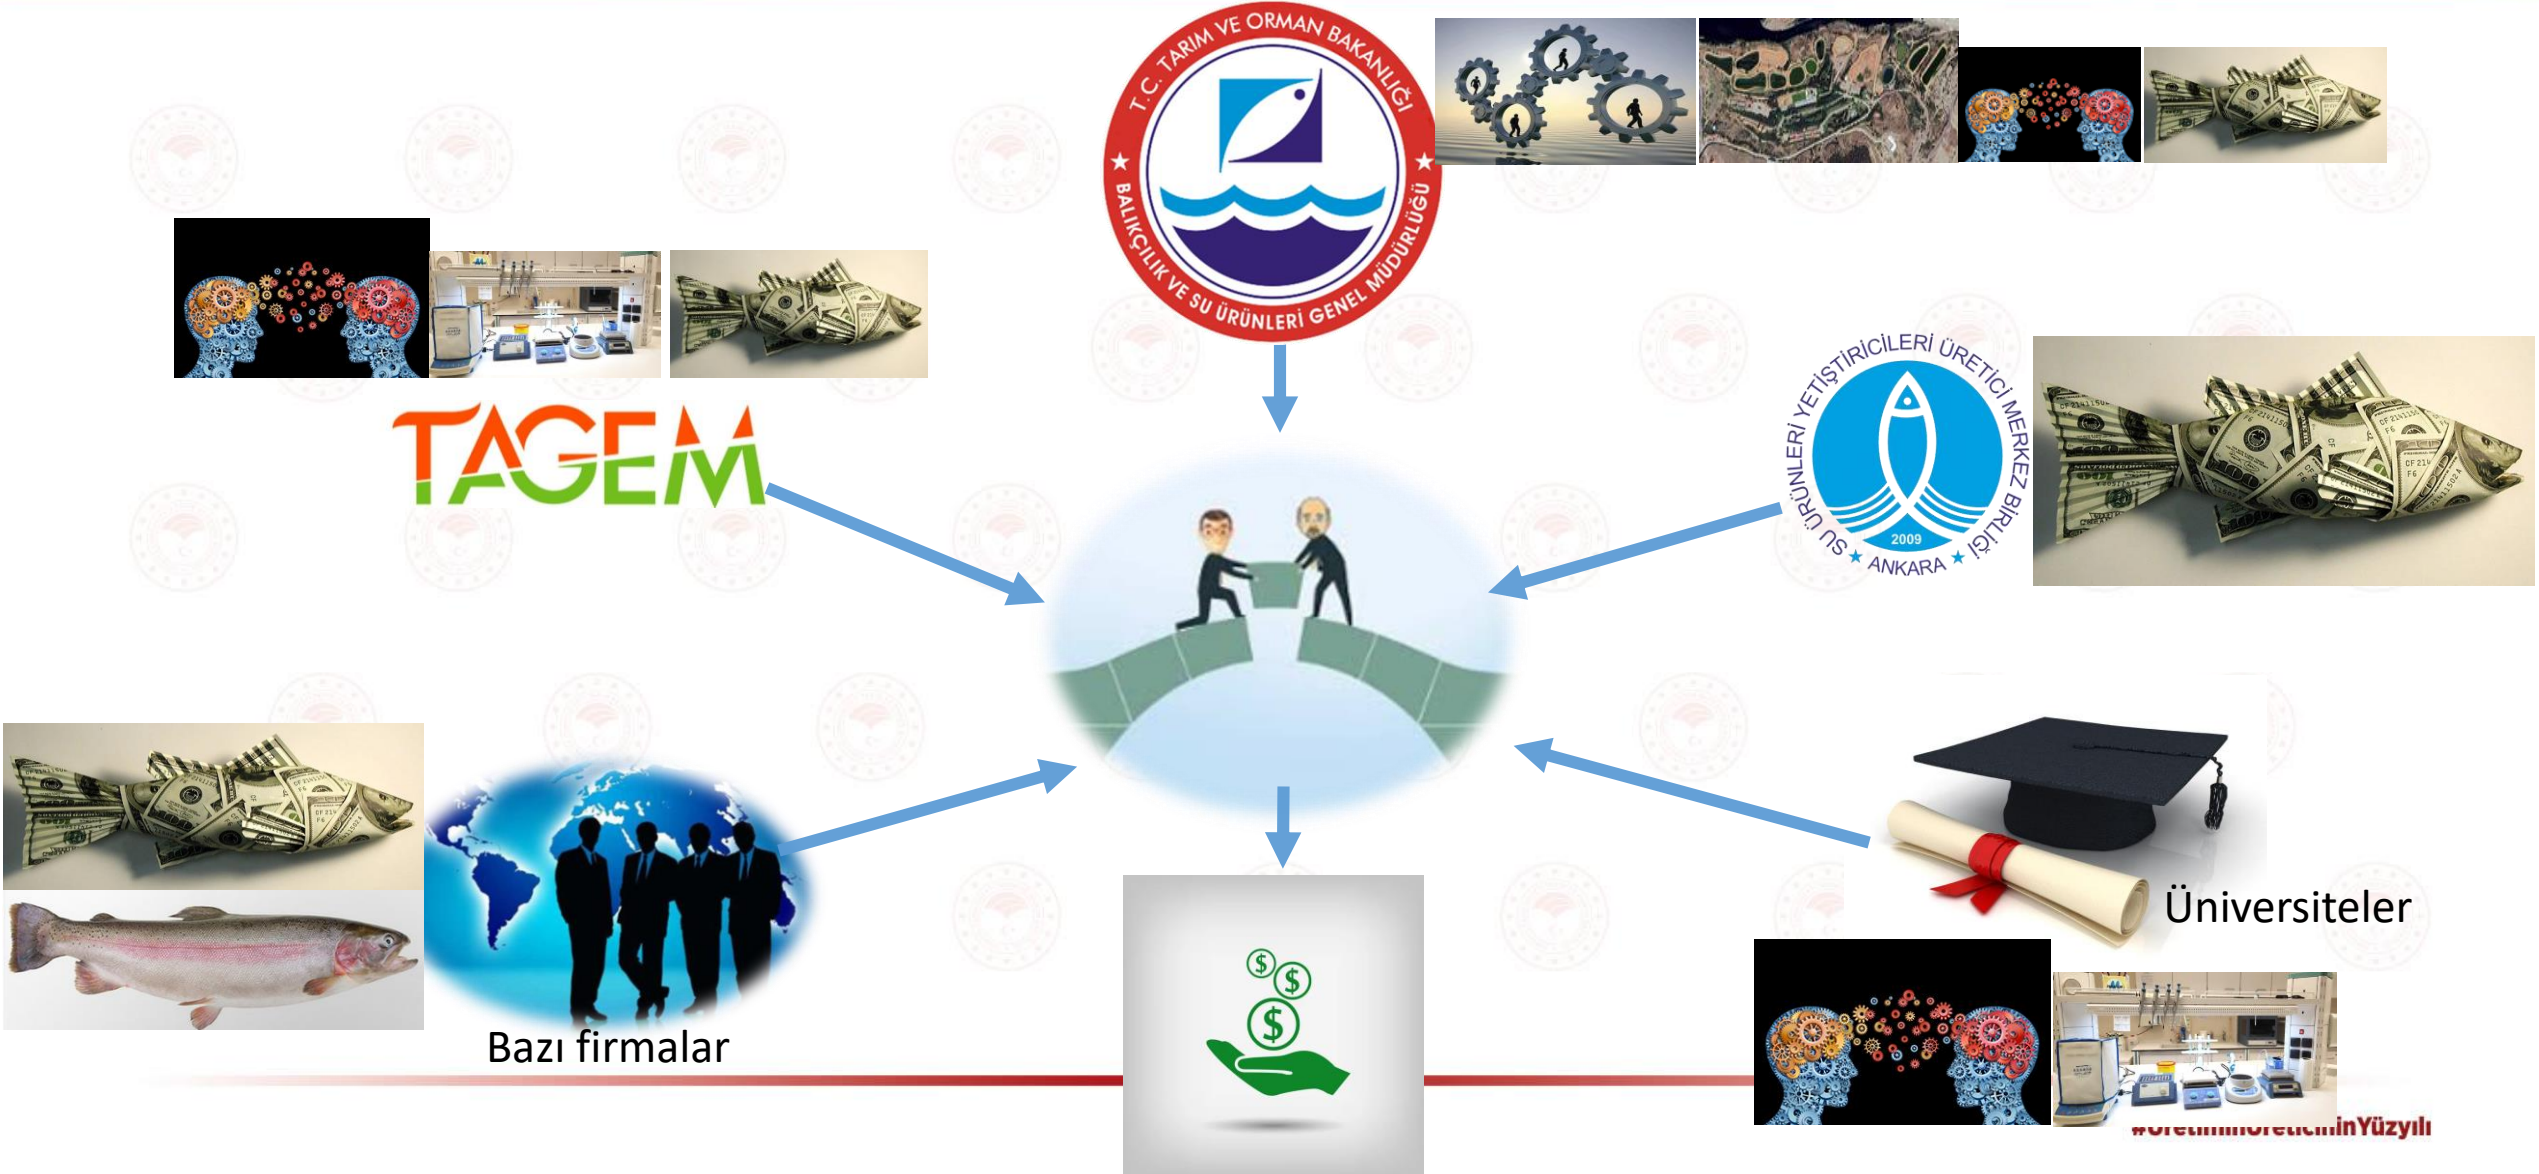 T.C. TARIM VE ORMAN BAKANLIĞI
BALIKÇILIK VE SU ÜRÜNLERİ GENEL MÜDÜRLÜĞÜ
TAGEM
SU ÜRÜNLERİ YETİŞTİRİCİLERİ ÜRETİCİ MERKEZ BİRLİĞİ
2009
ANKARA
Üniversiteler
Bazı firmalar
#ÜretiminÜreticininYüzyılı